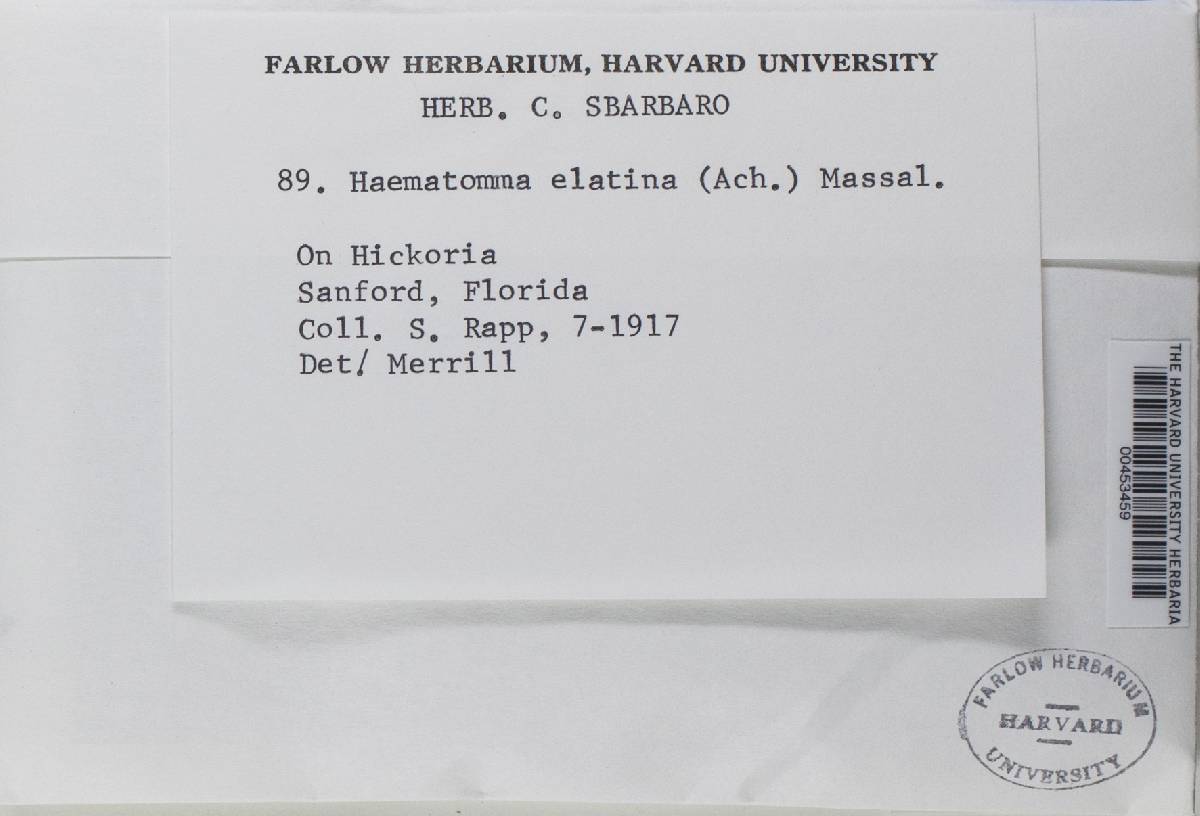 FARLOW HERBARIUM, HARVARD UNIVERSITY
HERB. C. SBARBARO
89. Haematomma elatina (Ach.) Massal.
On Hickoria
Sanford, Florida
Coll. S. Rapp, 7-1917
Det/ Merrill
THE HARVARD UNIVERSITY HERBARIA
00453459
FARLOW HERBARIUM
HARVARD
UNIVERSITY